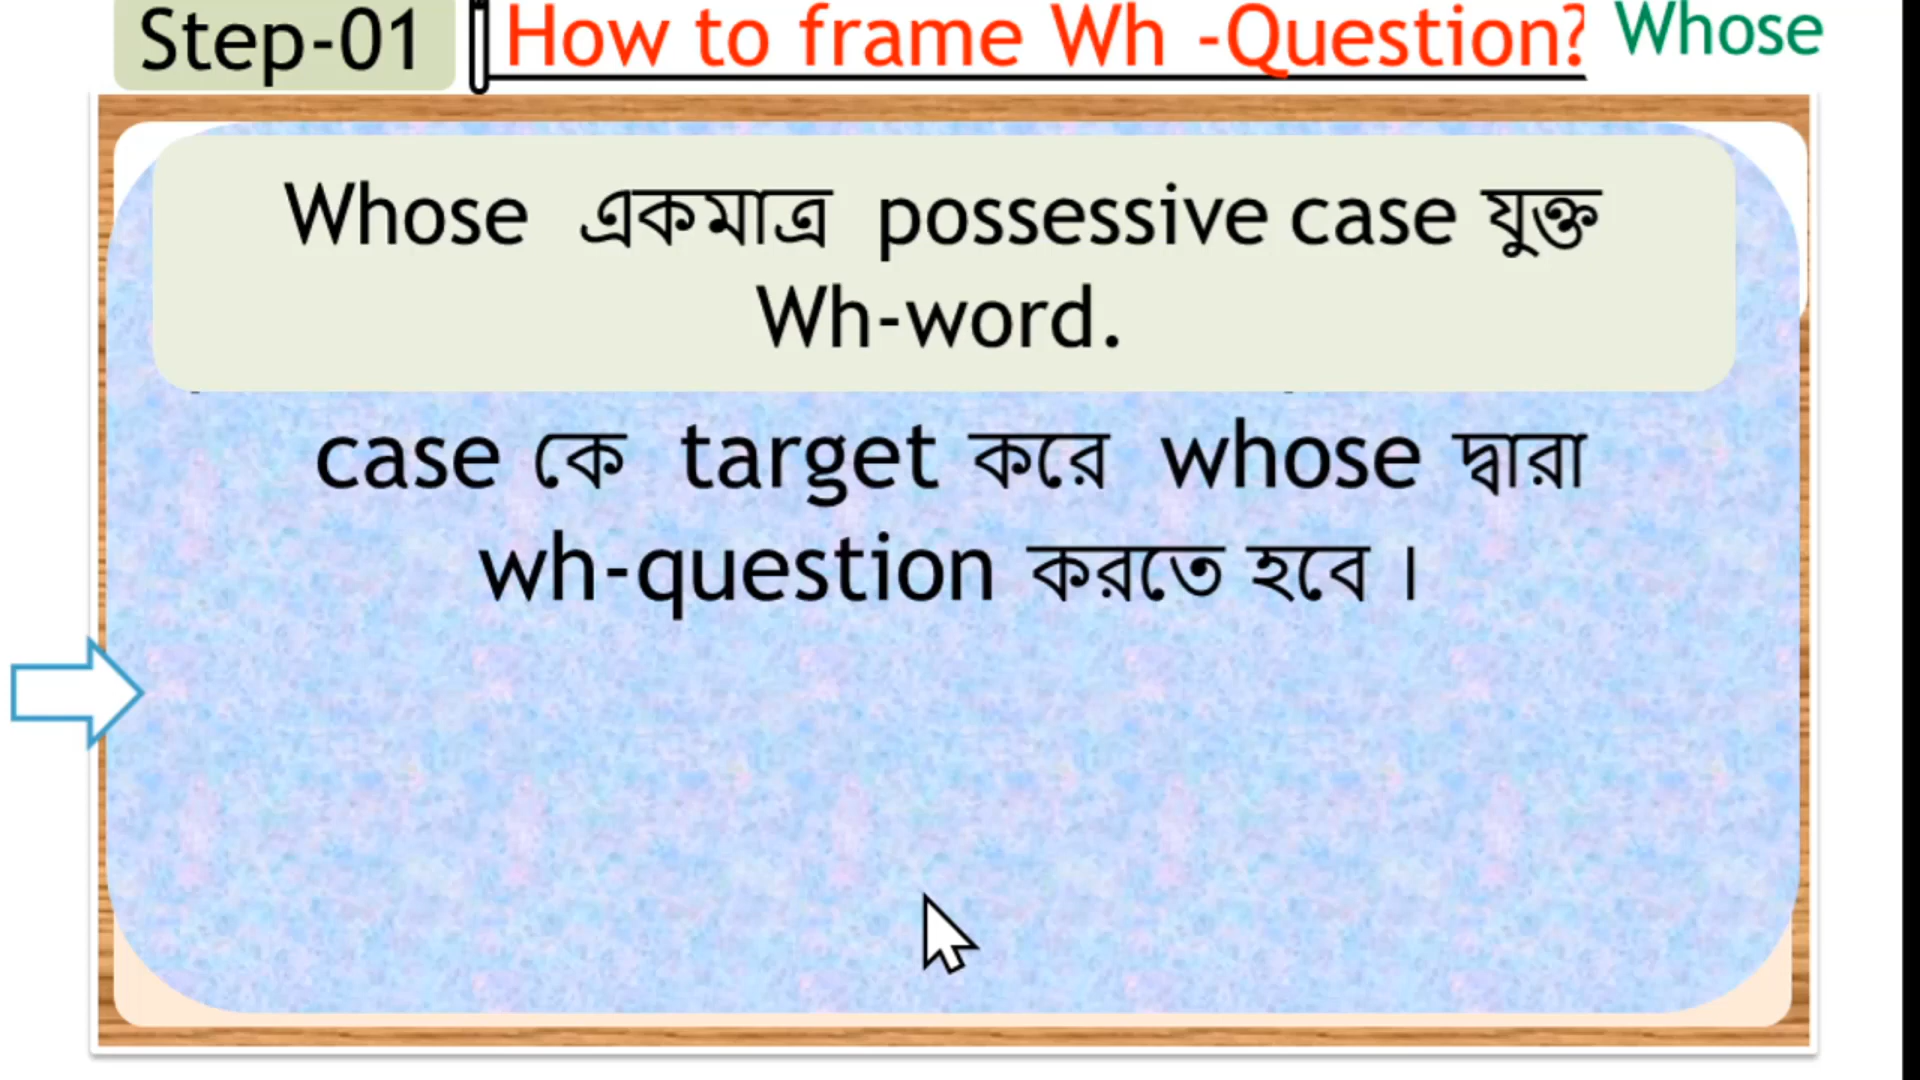 Step-01
How to frame Wh -Question?
Whose
Whose একমাত্র possessive case যুক্ত
Wh-word.
case কে target করে whose দ্বারা
wh-question করতে হবে।